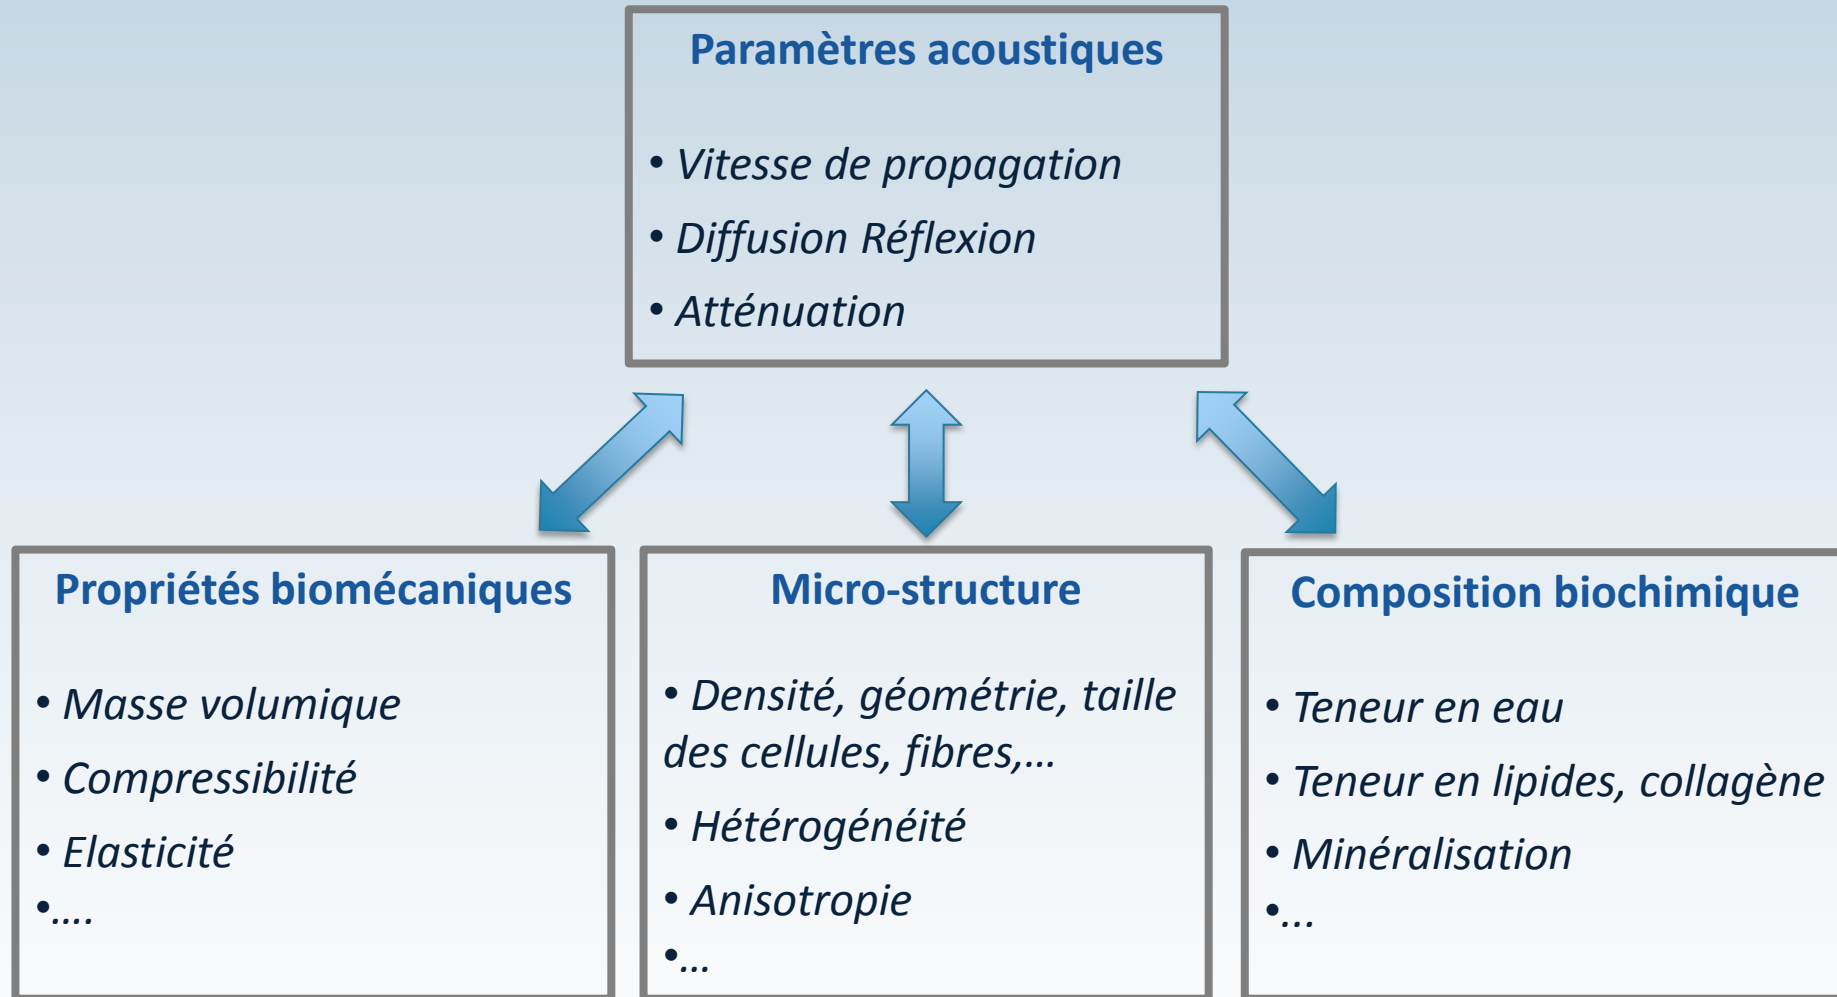 Paramètres acoustiques
• Vitesse de propagation
• Diffusion Réflexion
• Atténuation
Propriétés biomécaniques
• Masse volumique
• Compressibilité
• Elasticité
•....
Micro-structure
• Densité, géométrie, taille
des cellules, fibres,...
• Hétérogénéité
• Anisotropie
•...
Composition biochimique
• Teneur en eau
• Teneur en lipides, collagène
• Minéralisation
•...